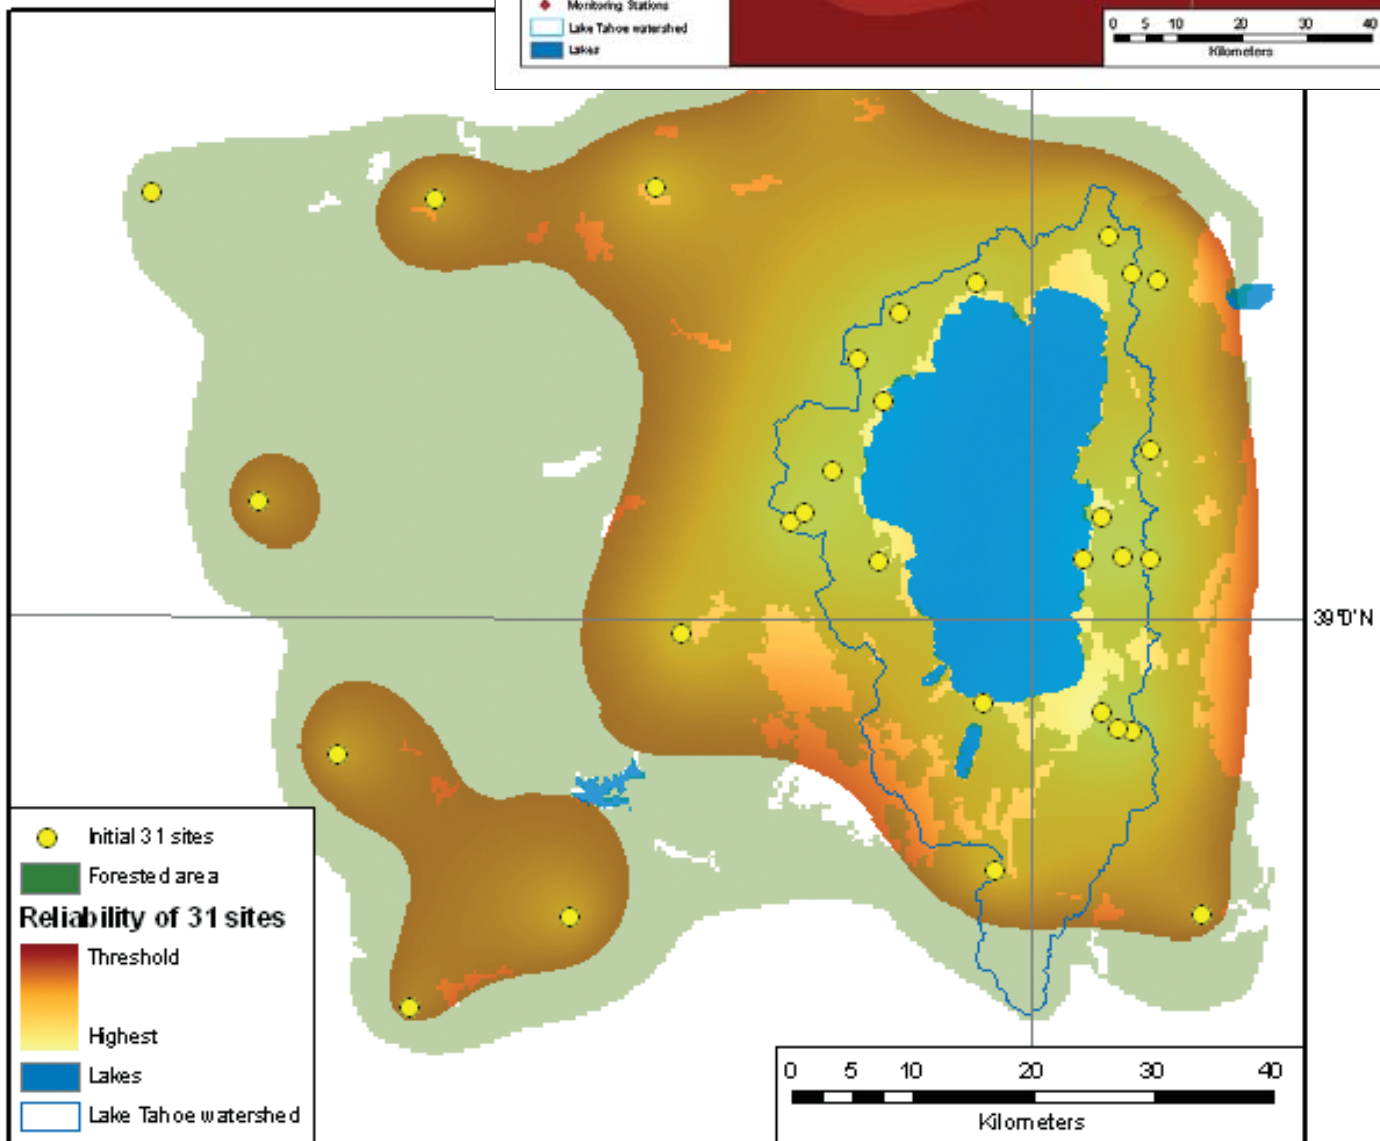 Monitoring Stations
Lake Tahoe watershed
Lakes
0 5 10 20 30 40
Kilometers
39°0'N
Initial 31 sites
Forested area
Reliability of 31 sites
Threshold
Highest
Lakes
Lake Tahoe watershed
0 5 10 20 30 40
Kilometers